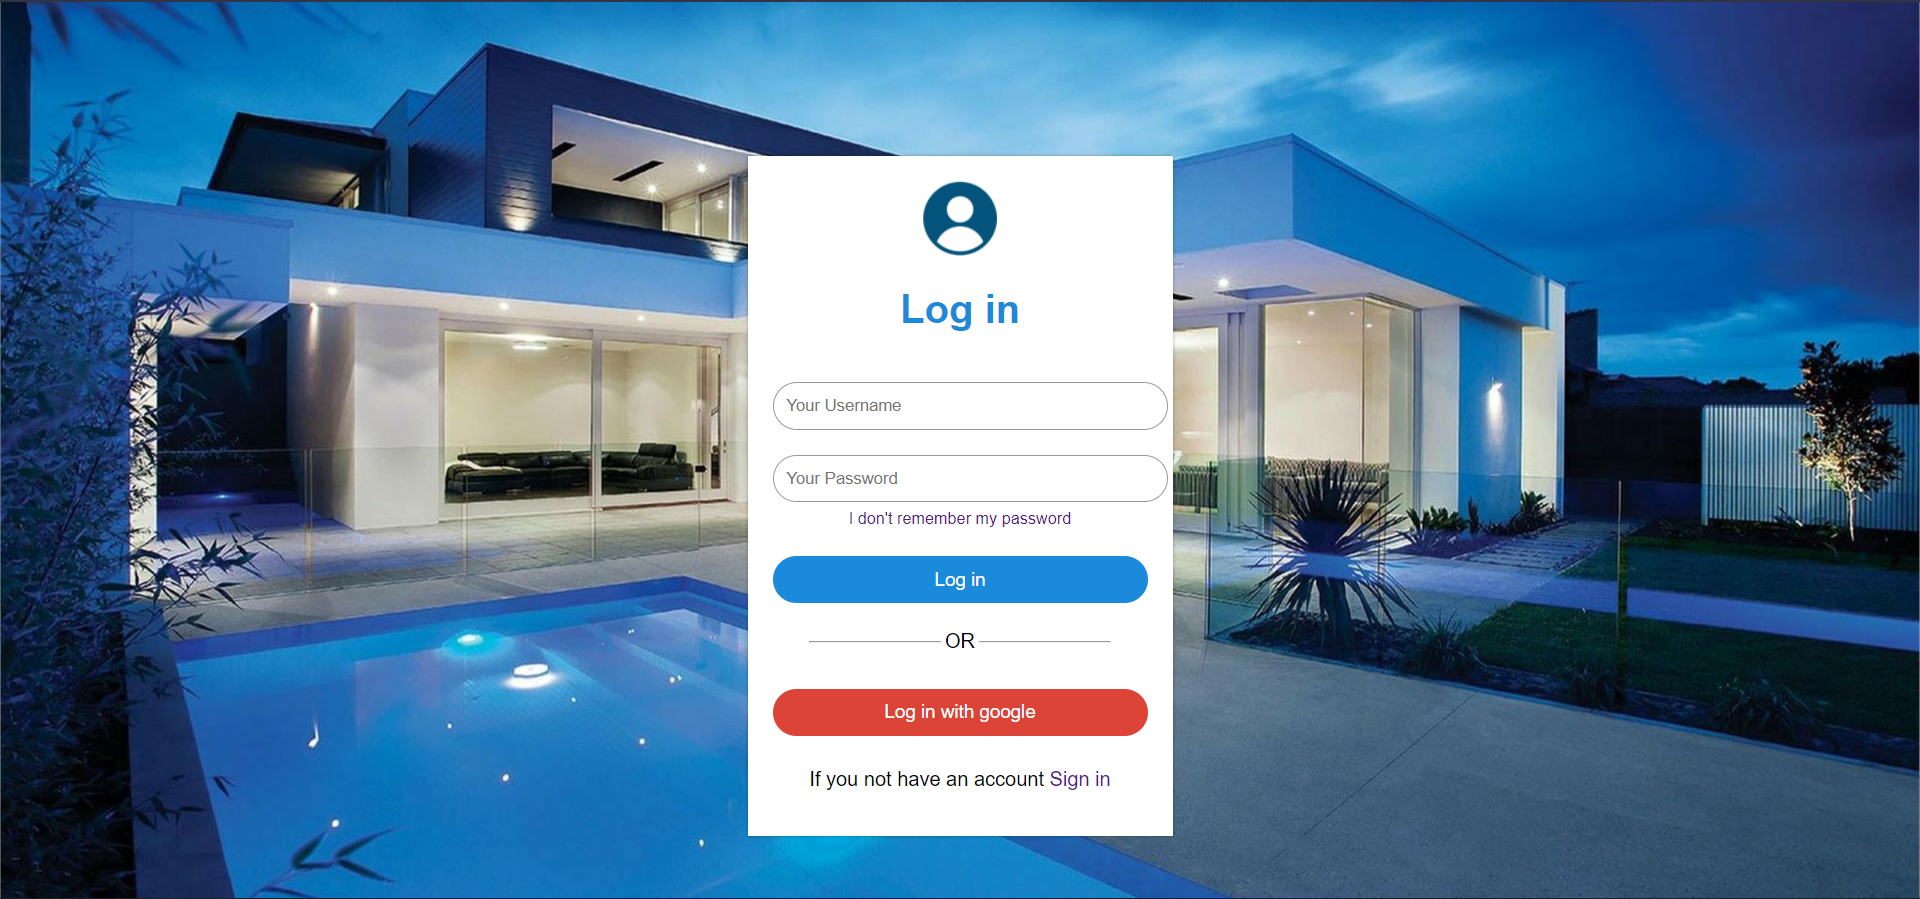 Log in
Your Username
Your Password
I don't remember my password
Log in
OR
Log in with google
If you not have an account Sign in